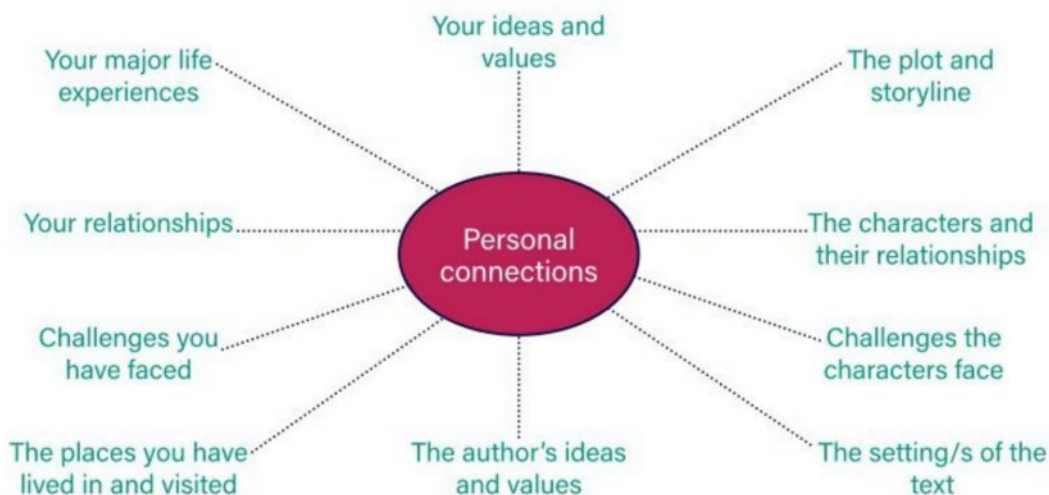 Your ideas and
values
Your major life
experiences
The plot and
storyline
Your relationships
Personal
connections
The characters and
their relationships
Challenges you
have faced
Challenges the
characters face
The places you have
lived in and visited
The author's ideas
and values
The setting/s of the
text